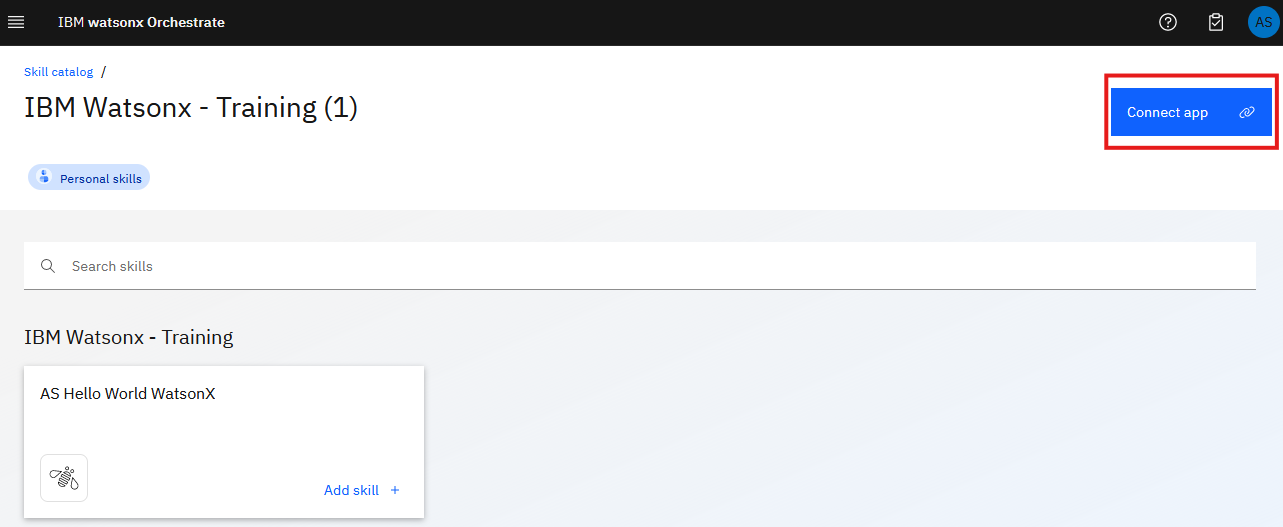 IBM watsonx Orchestrate
AS
Skill catalog /
IBM Watsonx - Training (1)
Connect app
Personal skills
Search skills
IBM Watsonx - Training
AS Hello World WatsonX
Add skill +